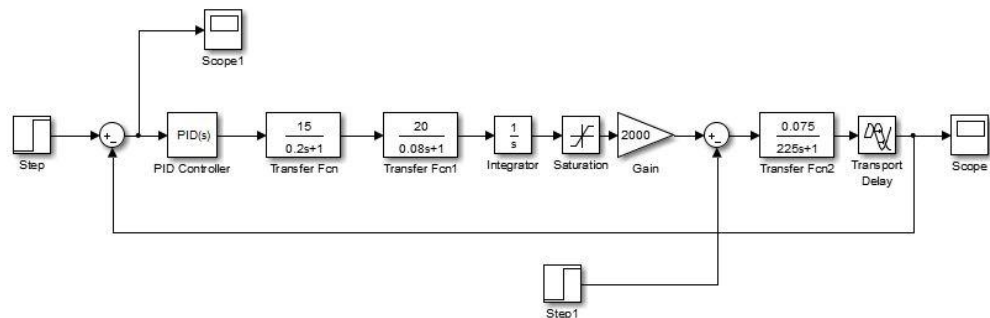 Scope1
+
−
PID(s)
15
0.2s+1
20
0.08s+1
1
s
2000
+
−
0.075
225s+1
Step
PID Controller
Transfer Fcn
Transfer Fcn1
Integrator
Saturation
Gain
Transfer Fcn2
Transport
Delay
Scope
Step1